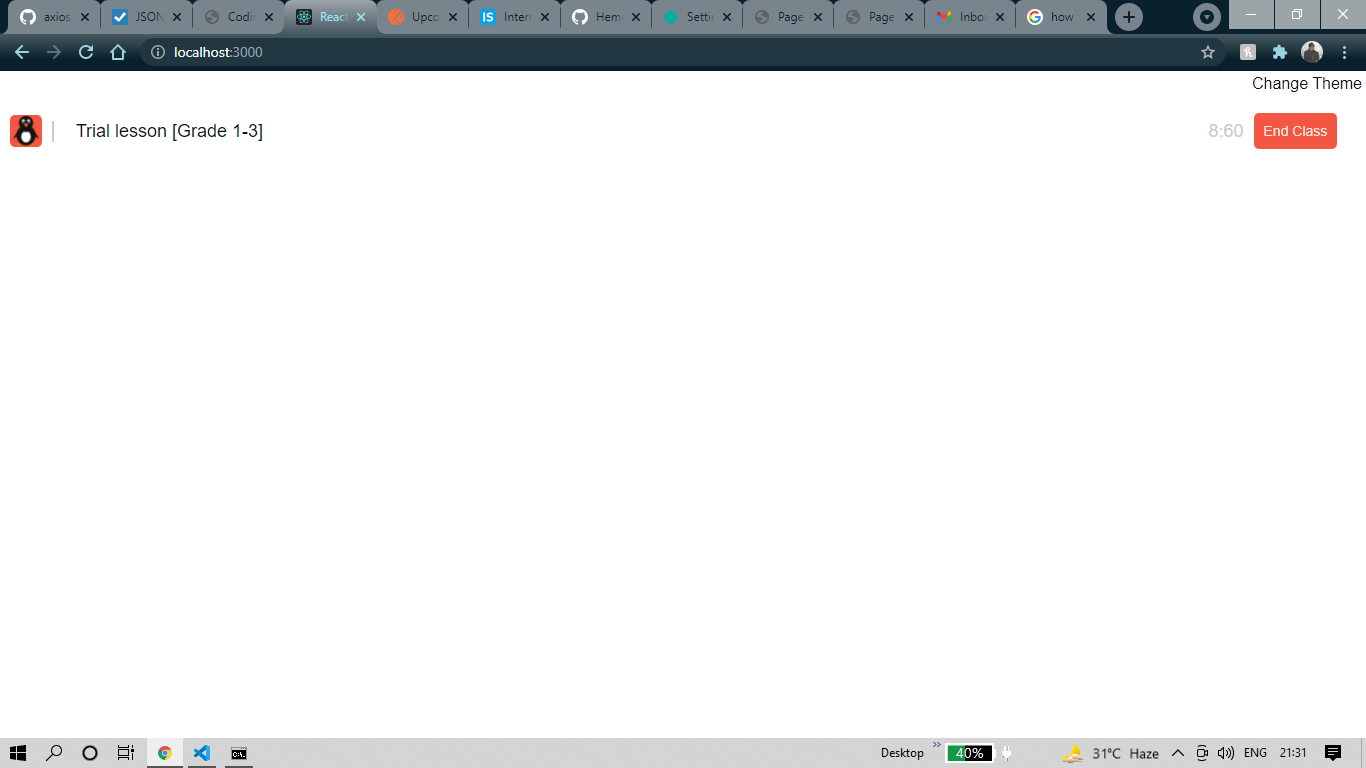 axios JSON Codi React Upco IS Inter Hem Setti Page Page Inbo how
localhost:3000
Change Theme
Trial lesson [Grade 1-3] 8:60 End Class
Desktop 40% 31°C Haze ENG 21:31